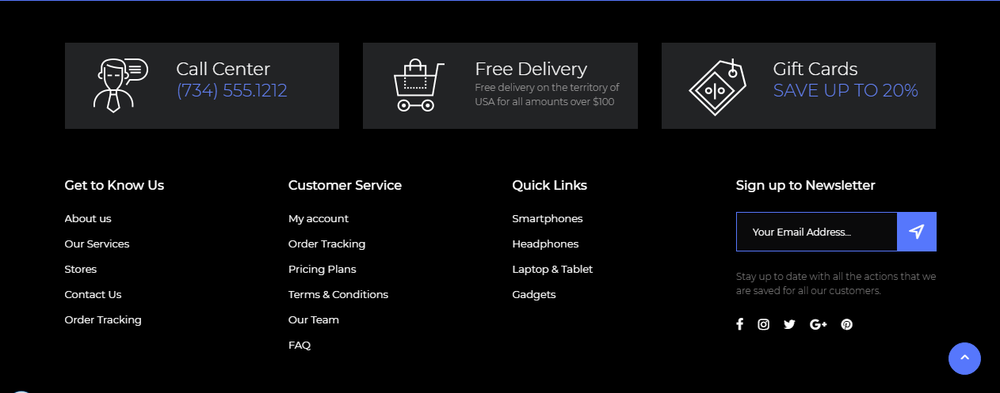 Call Center
(734) 555.1212
Free Delivery
Free delivery on the territory of
USA for all amounts over $100
Gift Cards
SAVE UP TO 20%
Get to Know Us
About us
Our Services
Stores
Contact Us
Order Tracking
Customer Service
My account
Order Tracking
Pricing Plans
Terms & Conditions
Our Team
FAQ
Quick Links
Smartphones
Headphones
Laptop & Tablet
Gadgets
Sign up to Newsletter
Your Email Address...
Stay up to date with all the actions that we
are saved for all our customers.